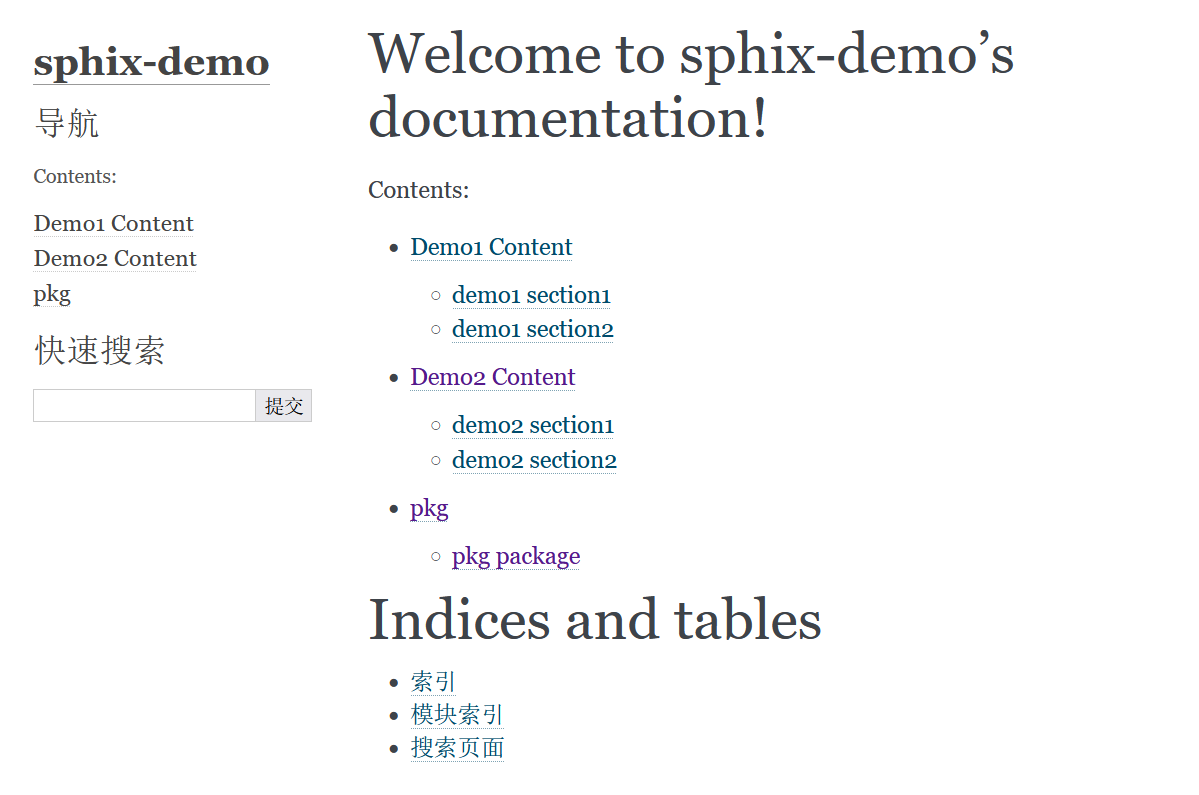 sphix-demo
导航
Contents:
Demo1 Content
Demo2 Content
pkg
快速搜索
提交
Welcome to sphix-demo’s
documentation!
Contents:
Demo1 Content
demo1 section1
demo1 section2
Demo2 Content
demo2 section1
demo2 section2
pkg
pkg package
Indices and tables
索引
模块索引
搜索页面